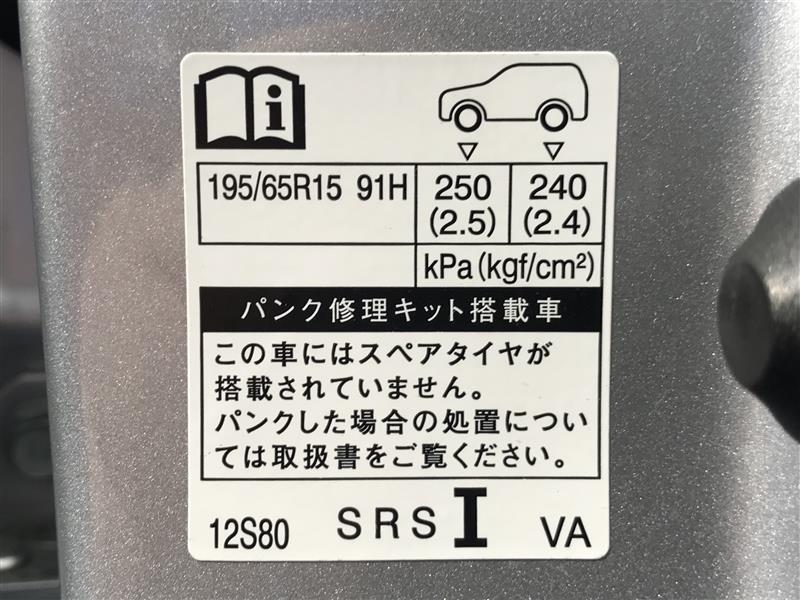 195/65R15 91H 250 240
(2.5) (2.4)
kPa(kgf/cm²)
パンク修理キット搭載車
この車にはスペアタイヤが
搭載されていません。
パンクした場合の処置につい
ては取扱書をご覧ください。
12S80 SRS I VA